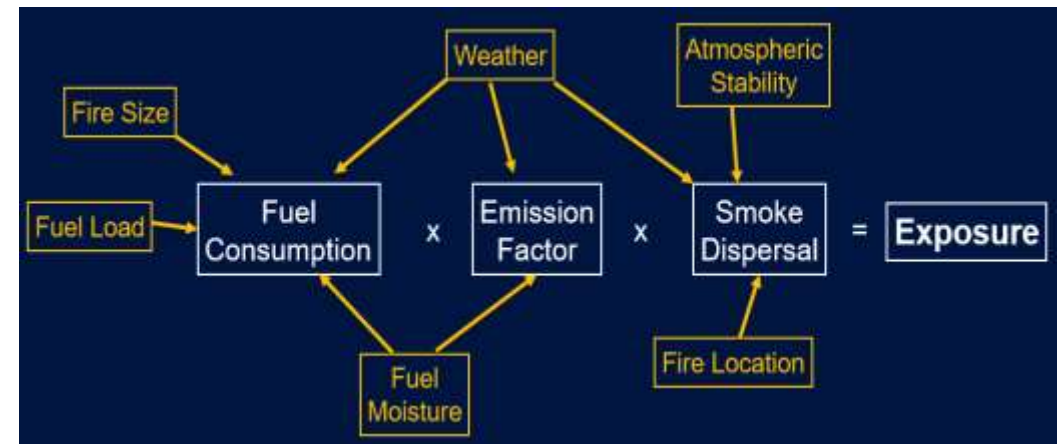 Weather
Atmospheric
Stability
Fire Size
Fuel Load
Fuel
Consumption
x
Emission
Factor
x
Smoke
Dispersal
=
Exposure
Fuel
Moisture
Fire Location